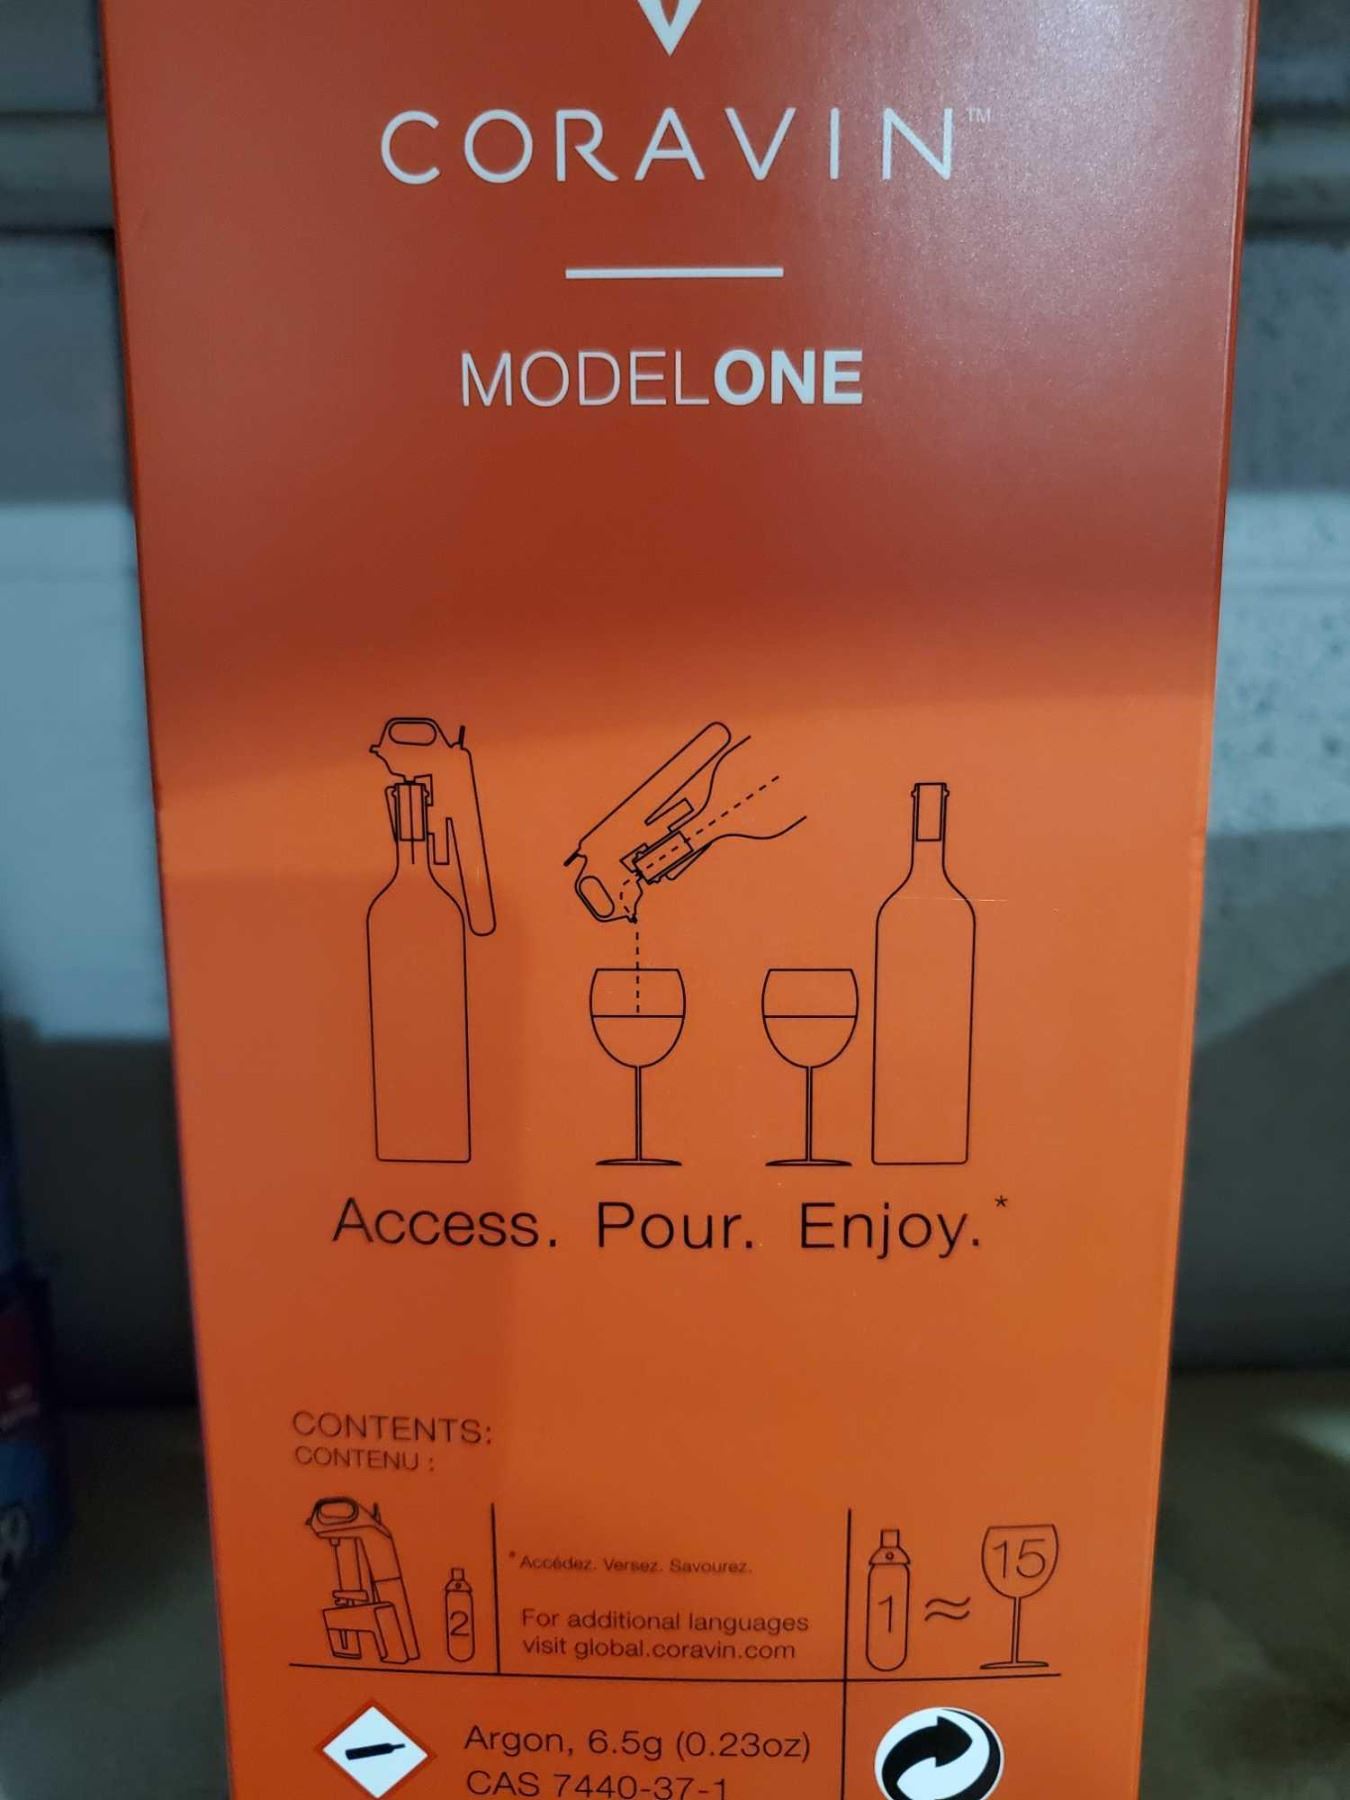 CORAVIN™
MODELONE
Access. Pour. Enjoy.*
CONTENTS:
CONTENU :
2
*Accédez. Versez. Savourez.
For additional languages
visit global.coravin.com
1 ≈ 15
Argon, 6.5g (0.23oz)
CAS 7440-37-1